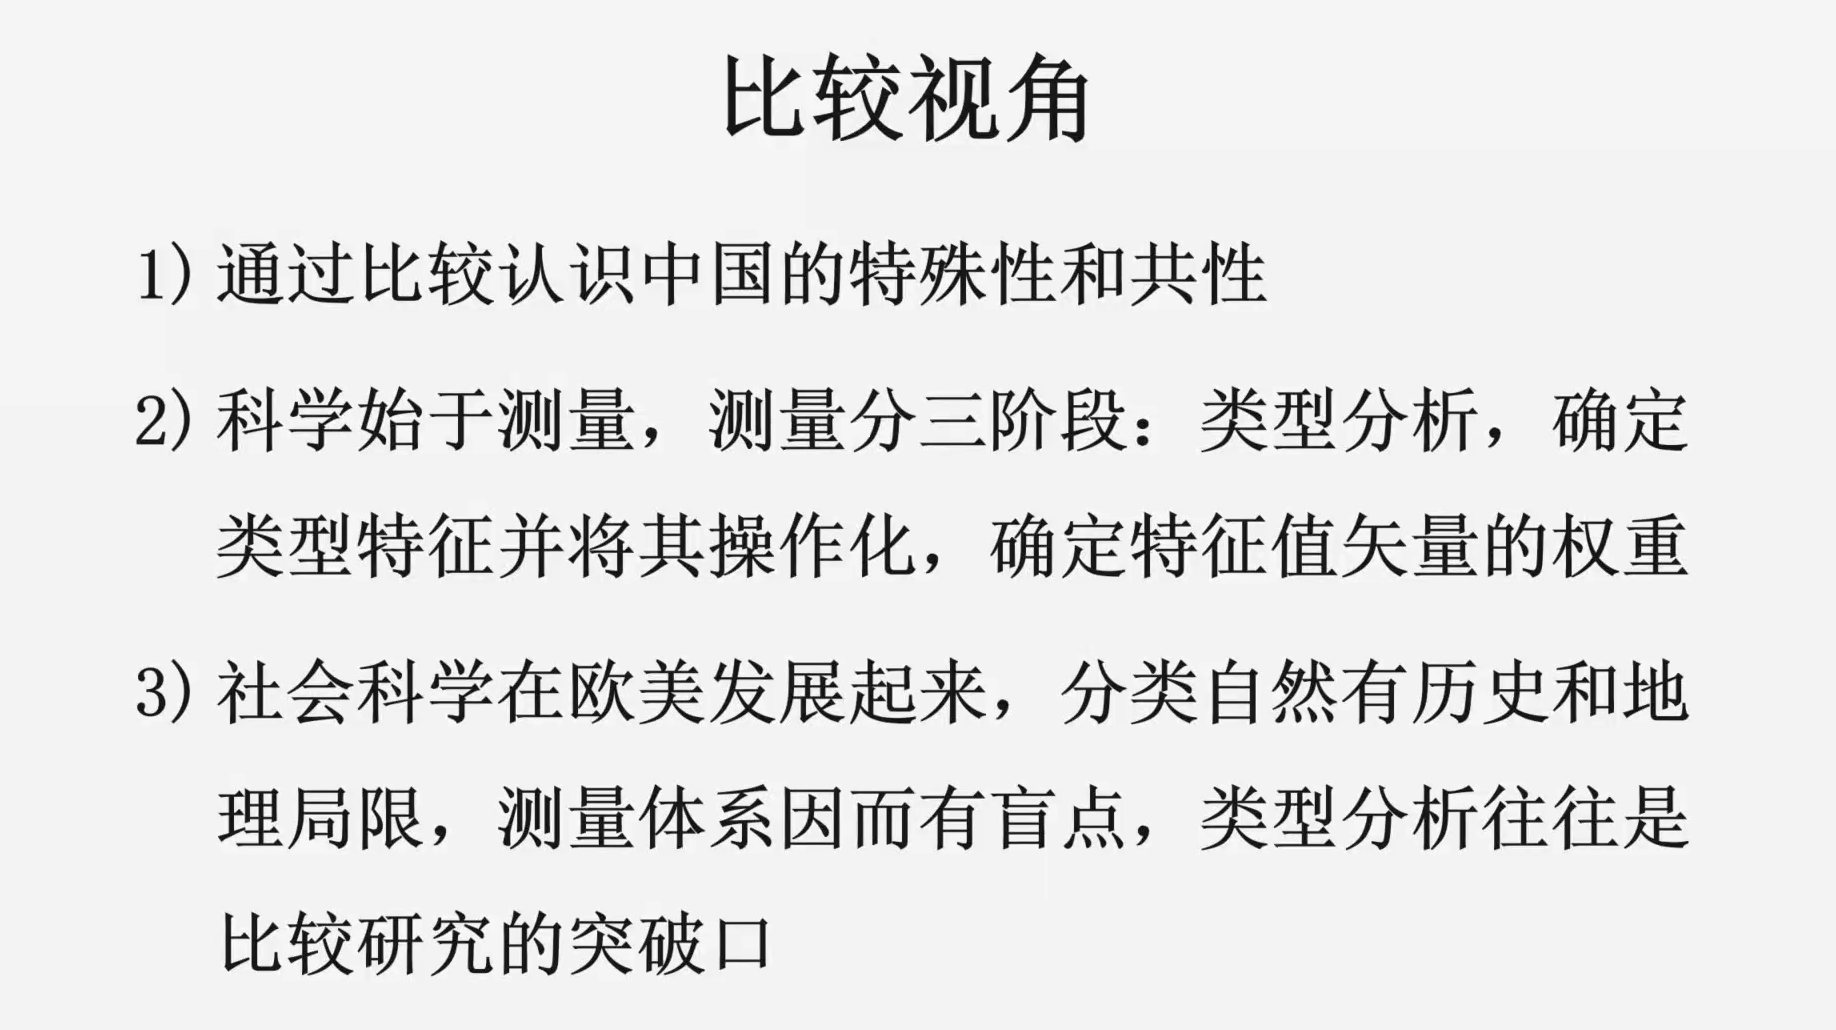 比较视角
1) 通过比较认识中国的特殊性和共性
2) 科学始于测量，测量分三阶段：类型分析，确定
类型特征并将其操作化，确定特征值矢量的权重
3) 社会科学在欧美发展起来，分类自然有历史和地
理局限，测量体系因而有盲点，类型分析往往是
比较研究的突破口